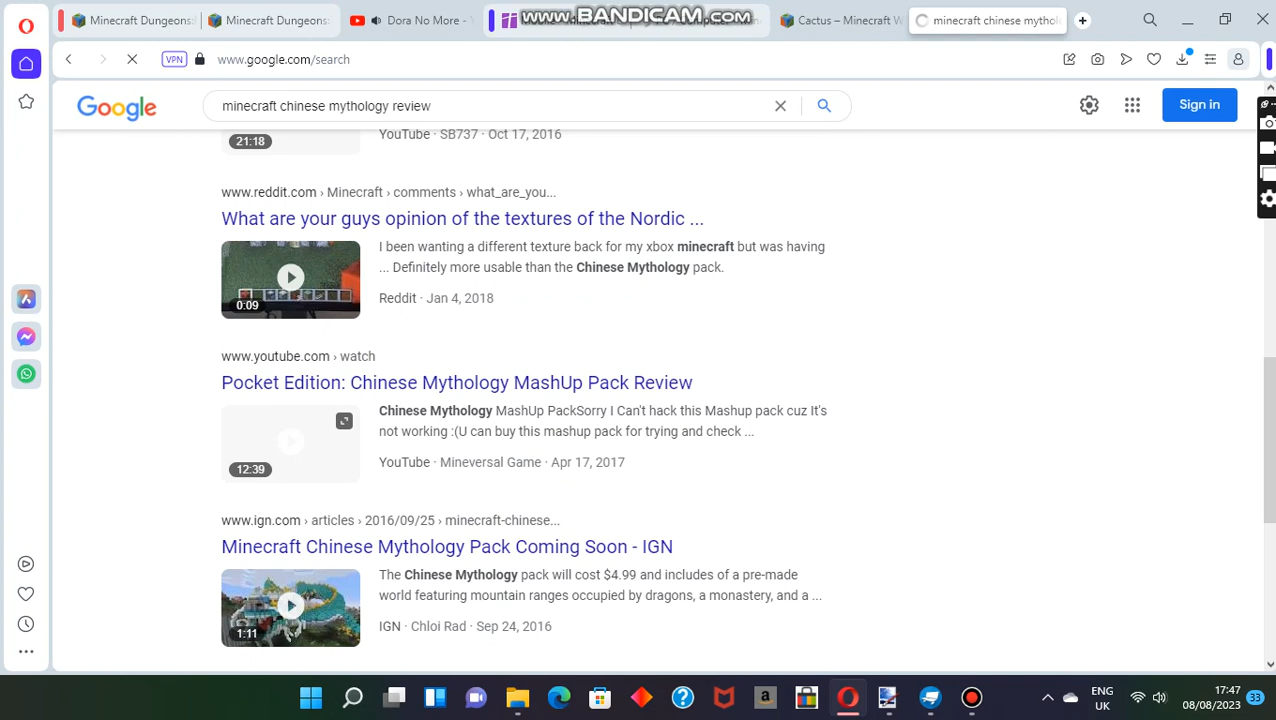 Minecraft Dungeons:
Minecraft Dungeons:
Dora No More - Y
www.BANDICAM.com
Cactus – Minecraft W
minecraft chinese mythol
VPN
www.google.com/search
Google
minecraft chinese mythology review
Sign in
21:18
YouTube · SB737 · Oct 17, 2016
www.reddit.com › Minecraft › comments › what_are_you...
What are your guys opinion of the textures of the Nordic ...
I been wanting a different texture back for my xbox minecraft but was having
... Definitely more usable than the Chinese Mythology pack.
0:09
Reddit · Jan 4, 2018
www.youtube.com › watch
Pocket Edition: Chinese Mythology MashUp Pack Review
Chinese Mythology MashUp PackSorry I Can't hack this Mashup pack cuz It's
not working :(U can buy this mashup pack for trying and check ...
12:39
YouTube · Mineversal Game · Apr 17, 2017
www.ign.com › articles › 2016/09/25 › minecraft-chinese...
Minecraft Chinese Mythology Pack Coming Soon - IGN
The Chinese Mythology pack will cost $4.99 and includes of a pre-made
world featuring mountain ranges occupied by dragons, a monastery, and a ...
1:11
IGN · Chloi Rad · Sep 24, 2016
ENG
UK
17:47
08/08/2023
33